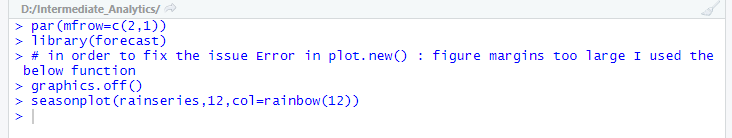 D:/Intermediate_Analytics/
> par(mfrow=c(2,1))
> library(forecast)
> # in order to fix the issue Error in plot.new() : figure margins too large I used the
below function
> graphics.off()
> seasonplot(rainseries,12,col=rainbow(12))
>